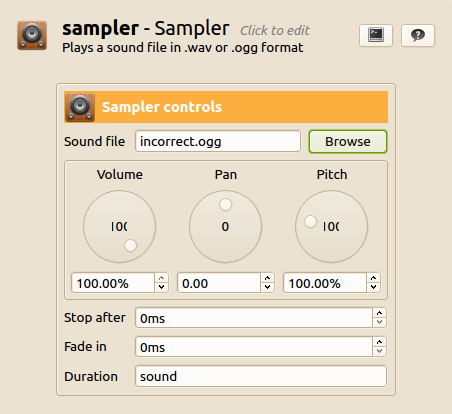 sampler - Sampler Click to edit
Plays a sound file in .wav or .ogg format
Sampler controls
Sound file incorrect.ogg Browse
Volume Pan Pitch
100 0 100
100.00% 0.00 100.00%
Stop after 0ms
Fade in 0ms
Duration sound